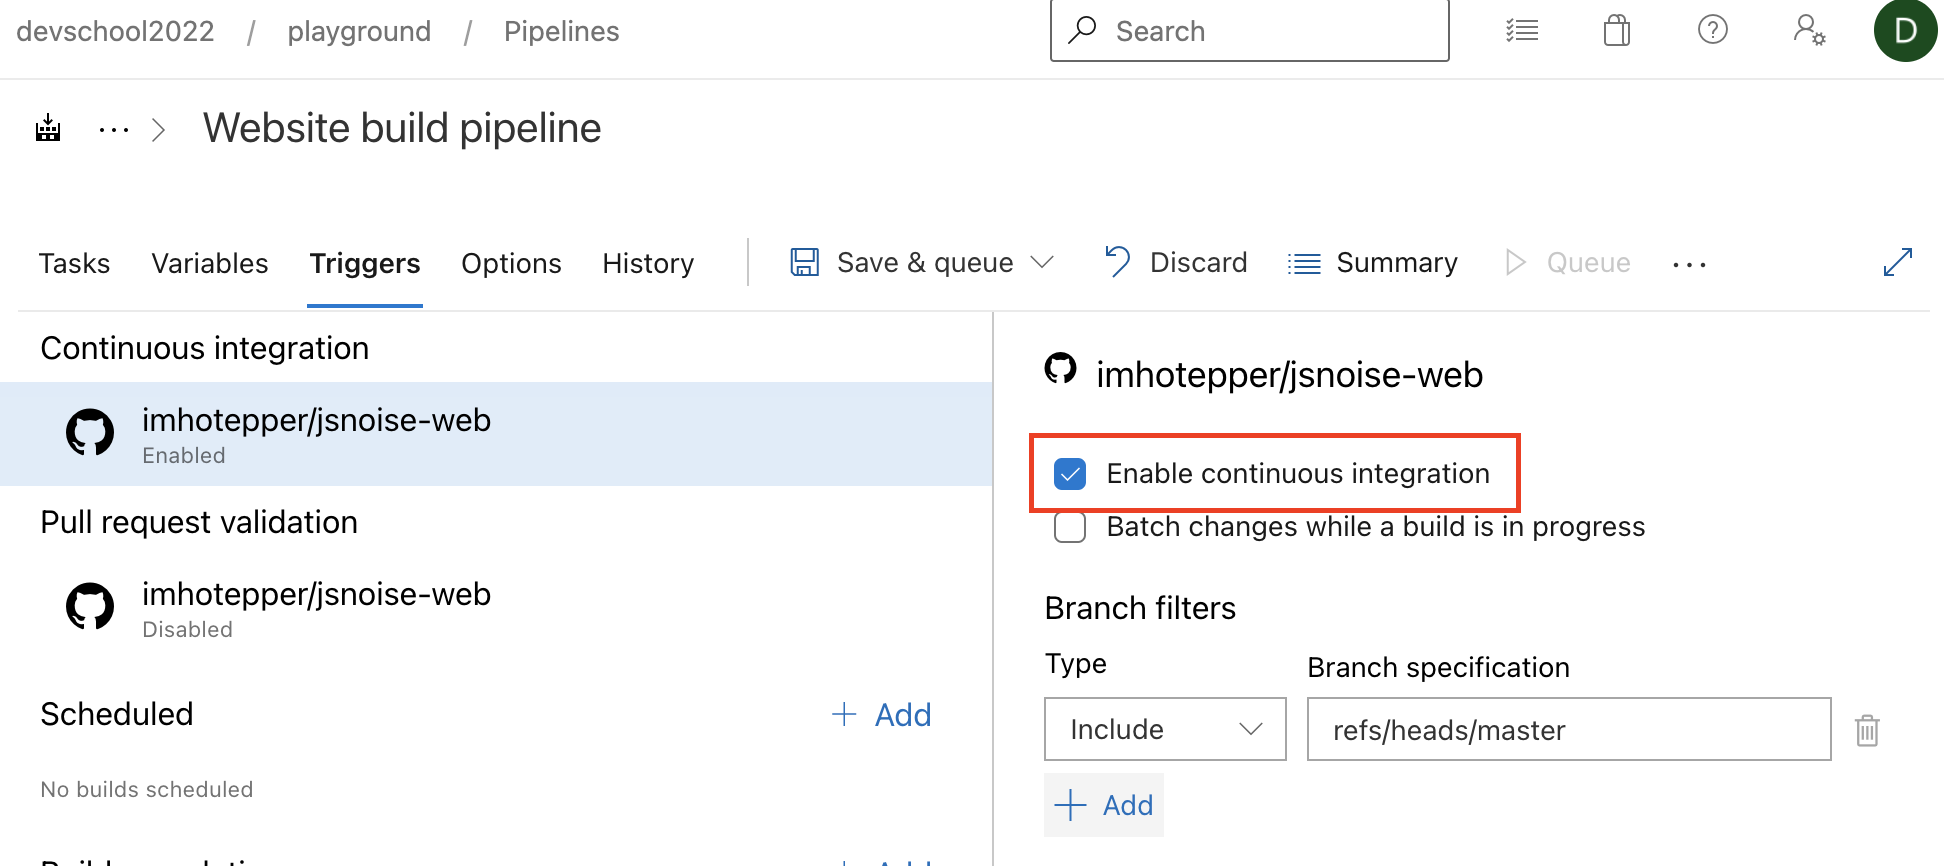 devschool2022 / playground / Pipelines
Search
D
Website build pipeline
Tasks Variables Triggers Options History Save & queue Discard Summary Queue
Continuous integration
imhotepper/jsnoise-web
Enabled
Pull request validation
imhotepper/jsnoise-web
Disabled
Scheduled
+ Add
No builds scheduled
imhotepper/jsnoise-web
Enable continuous integration
Batch changes while a build is in progress
Branch filters
Type Branch specification
Include refs/heads/master
+ Add